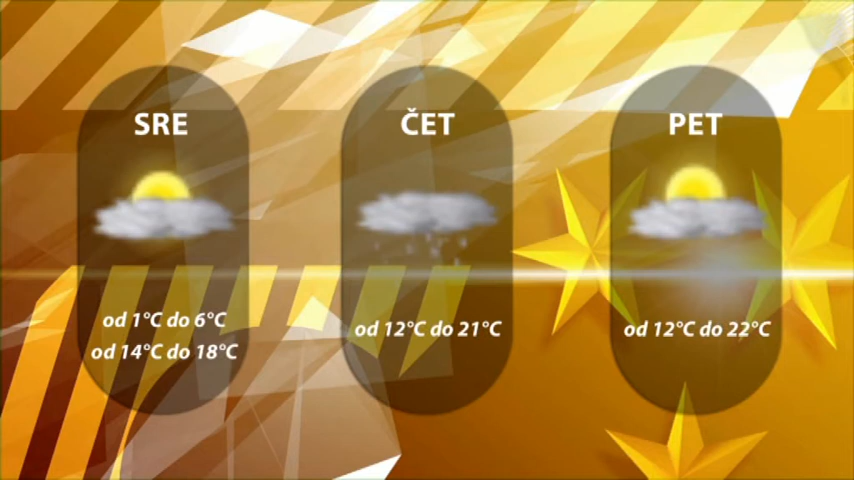 SRE
od 1°C do 6°C
od 14°C do 18°C
ČET
od 12°C do 21°C
PET
od 12°C do 22°C